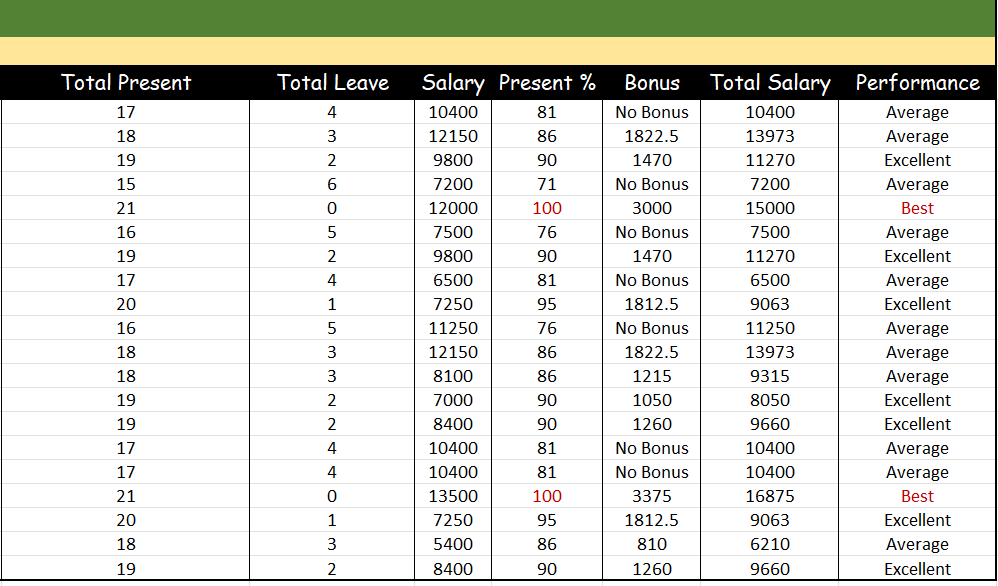 Total Present Total Leave Salary Present % Bonus Total Salary Performance
17 4 10400 81 No Bonus 10400 Average
18 3 12150 86 1822.5 13973 Average
19 2 9800 90 1470 11270 Excellent
15 6 7200 71 No Bonus 7200 Average
21 0 12000 100 3000 15000 Best
16 5 7500 76 No Bonus 7500 Average
19 2 9800 90 1470 11270 Excellent
17 4 6500 81 No Bonus 6500 Average
20 1 7250 95 1812.5 9063 Excellent
16 5 11250 76 No Bonus 11250 Average
18 3 12150 86 1822.5 13973 Average
18 3 8100 86 1215 9315 Average
19 2 7000 90 1050 8050 Excellent
19 2 8400 90 1260 9660 Excellent
17 4 10400 81 No Bonus 10400 Average
17 4 10400 81 No Bonus 10400 Average
21 0 13500 100 3375 16875 Best
20 1 7250 95 1812.5 9063 Excellent
18 3 5400 86 810 6210 Average
19 2 8400 90 1260 9660 Excellent